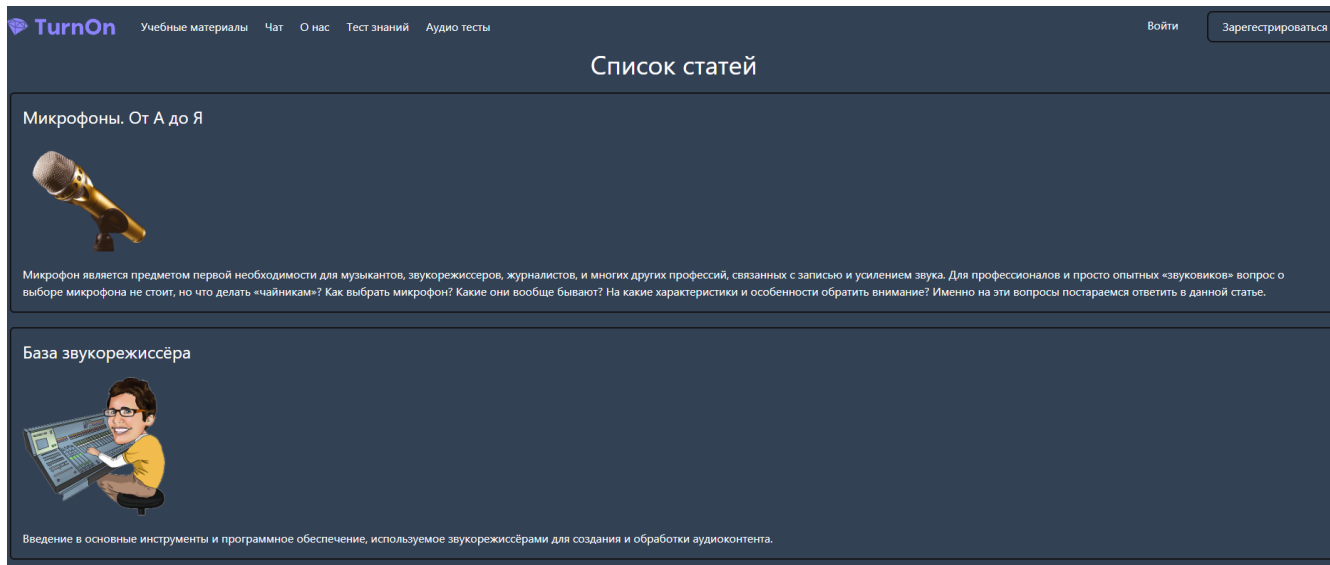 TurnOn Учебные материалы Чат О нас Тест знаний Аудио тесты Войти Зарегестрироваться
Список статей
Микрофоны. От А до Я
Микрофон является предметом первой необходимости для музыкантов, звукорежиссеров, журналистов, и многих других профессий, связанных с записью и усилением звука. Для профессионалов и просто опытных «звуковиков» вопрос о
выборе микрофона не стоит, но что делать «чайникам»? Как выбрать микрофон? Какие они вообще бывают? На какие характеристики и особенности обратить внимание? Именно на эти вопросы постараемся ответить в данной статье.
База звукорежиссёра
Введение в основные инструменты и программное обеспечение, используемое звукорежиссёрами для создания и обработки аудиоконтента.